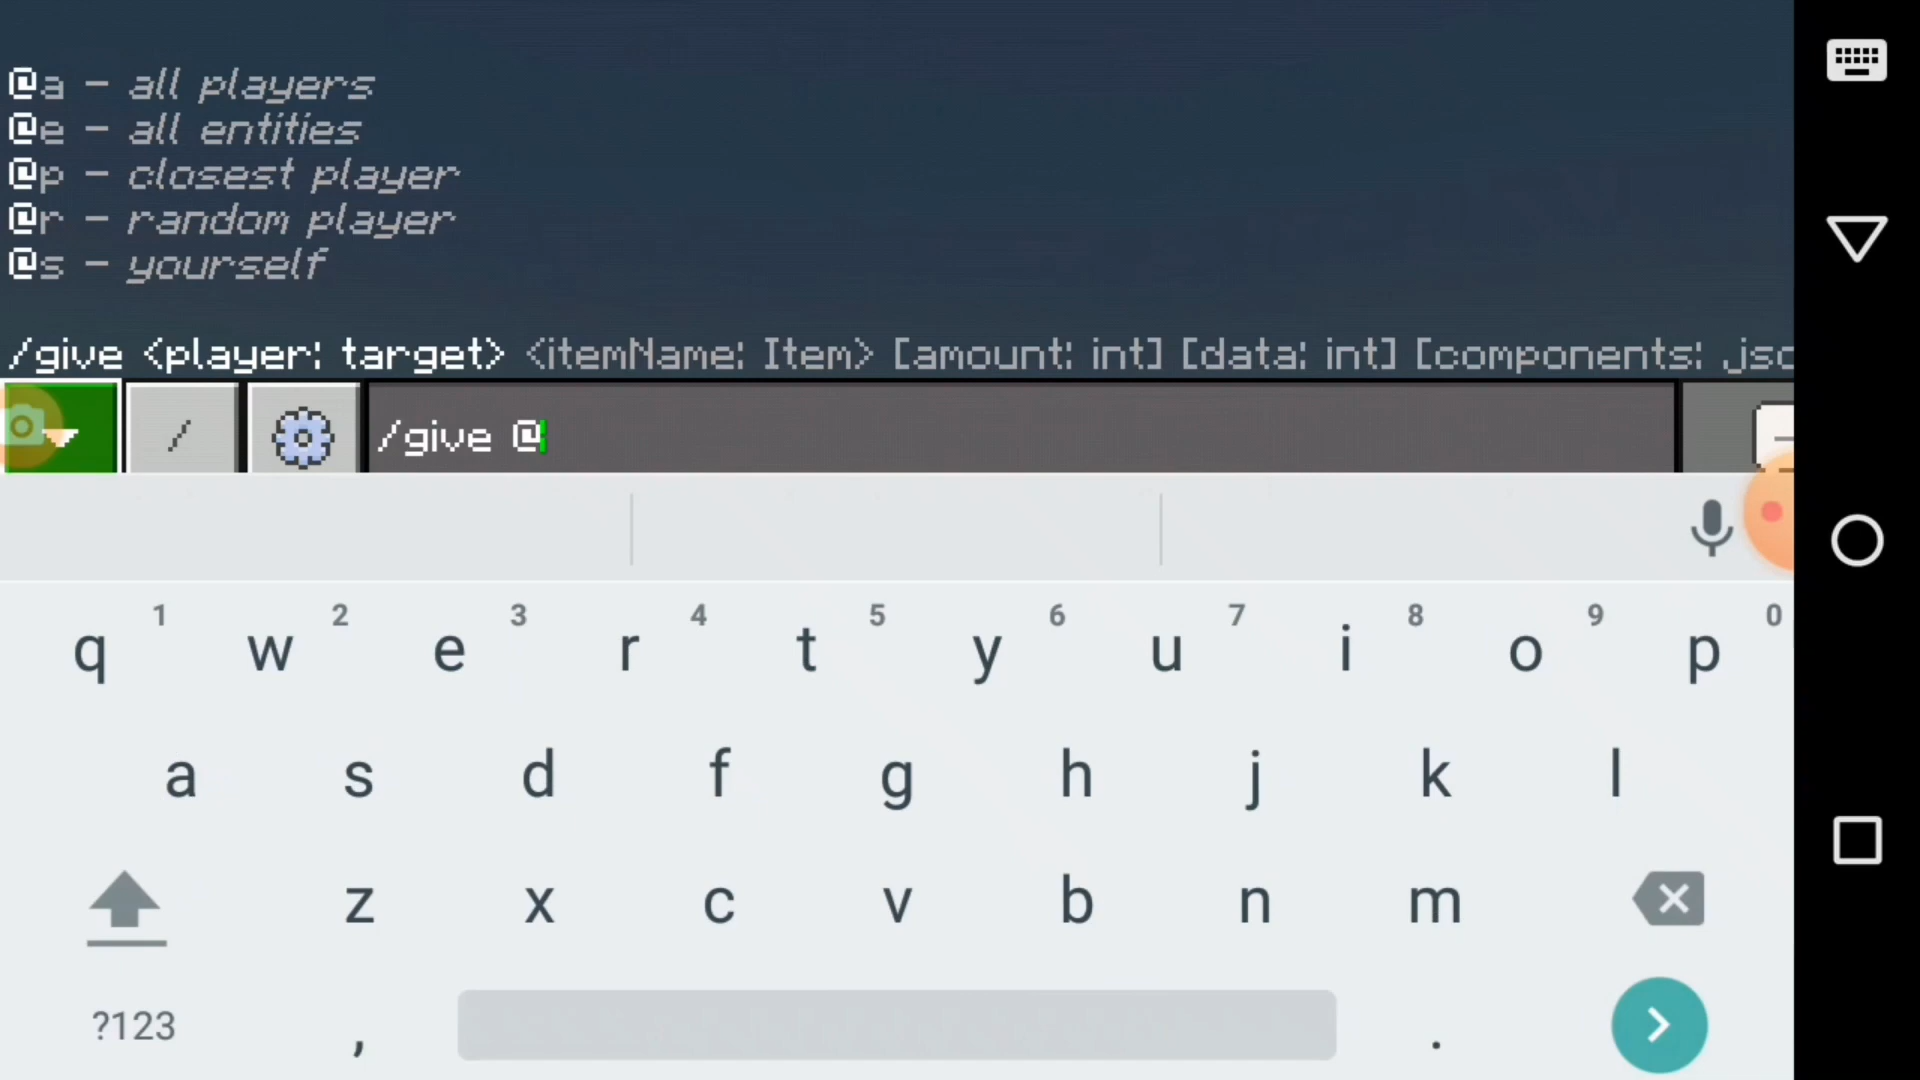 @a - all players
@e - all entities
@p - closest player
@r - random player
@s - yourself
/give <player: target> <itemName: Item> [amount: int] [data: int] [components: .jsc
/
/give @
1 2 3 4 5 6 7 8 9 0
q w e r t y u i o p
a s d f g h j k l
z x c v b n m
?123 , .